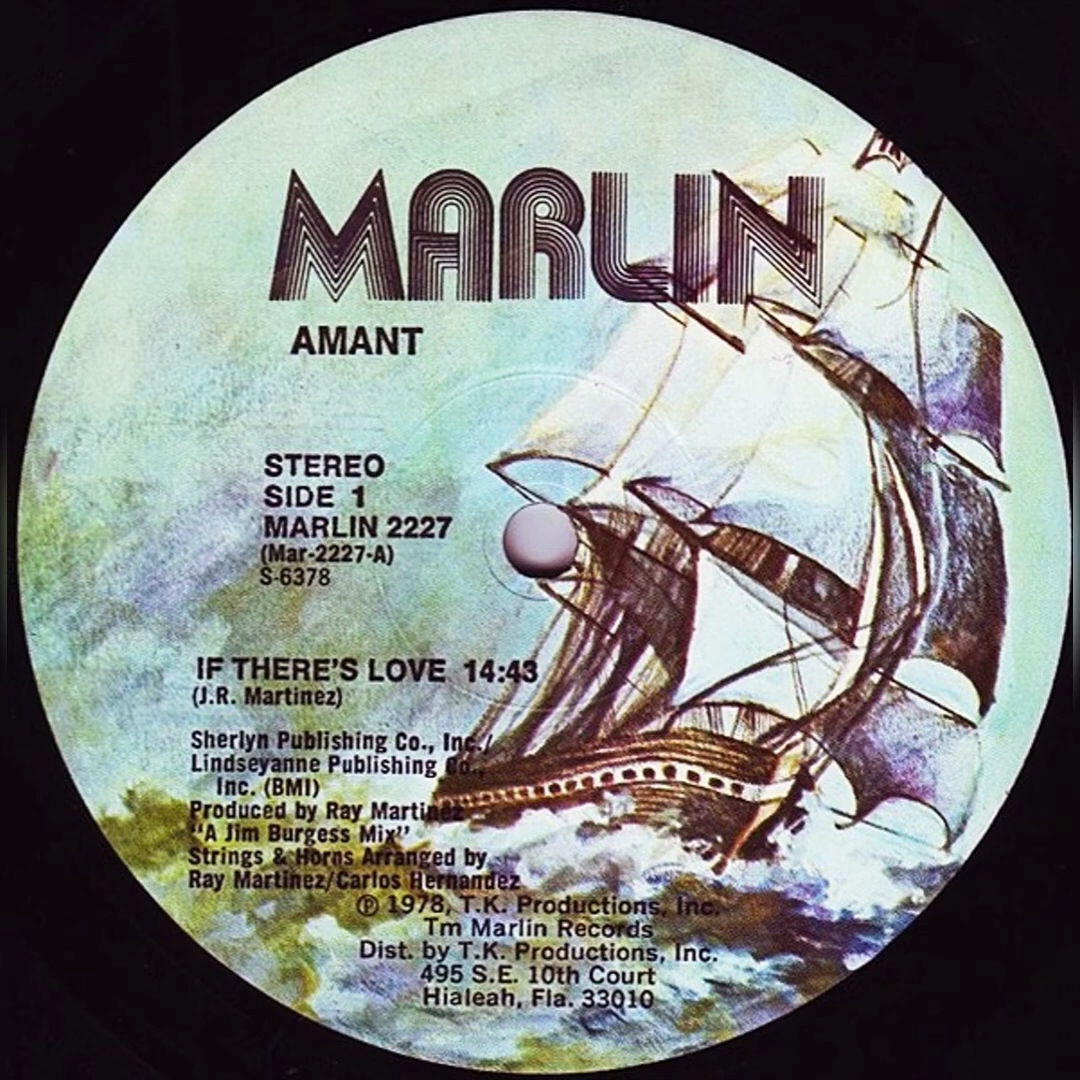 MARLIN
AMANT
STEREO
SIDE 1
MARLIN 2227
(Mar-2227-A)
S-6378
IF THERE'S LOVE 14:43
(J.R. Martinez)
Sherlyn Publishing Co., Inc./
Lindseyanne Publishing Co.,
Inc. (BMI)
Produced by Ray Martinez
"A Jim Burgess Mix"
Strings & Horns Arranged by
Ray Martinez/Carlos Hernandez
℗ 1978, T.K. Productions, Inc.
Tm Marlin Records
Dist. by T.K. Productions, Inc.
495 S.E. 10th Court
Hialeah, Fla. 33010